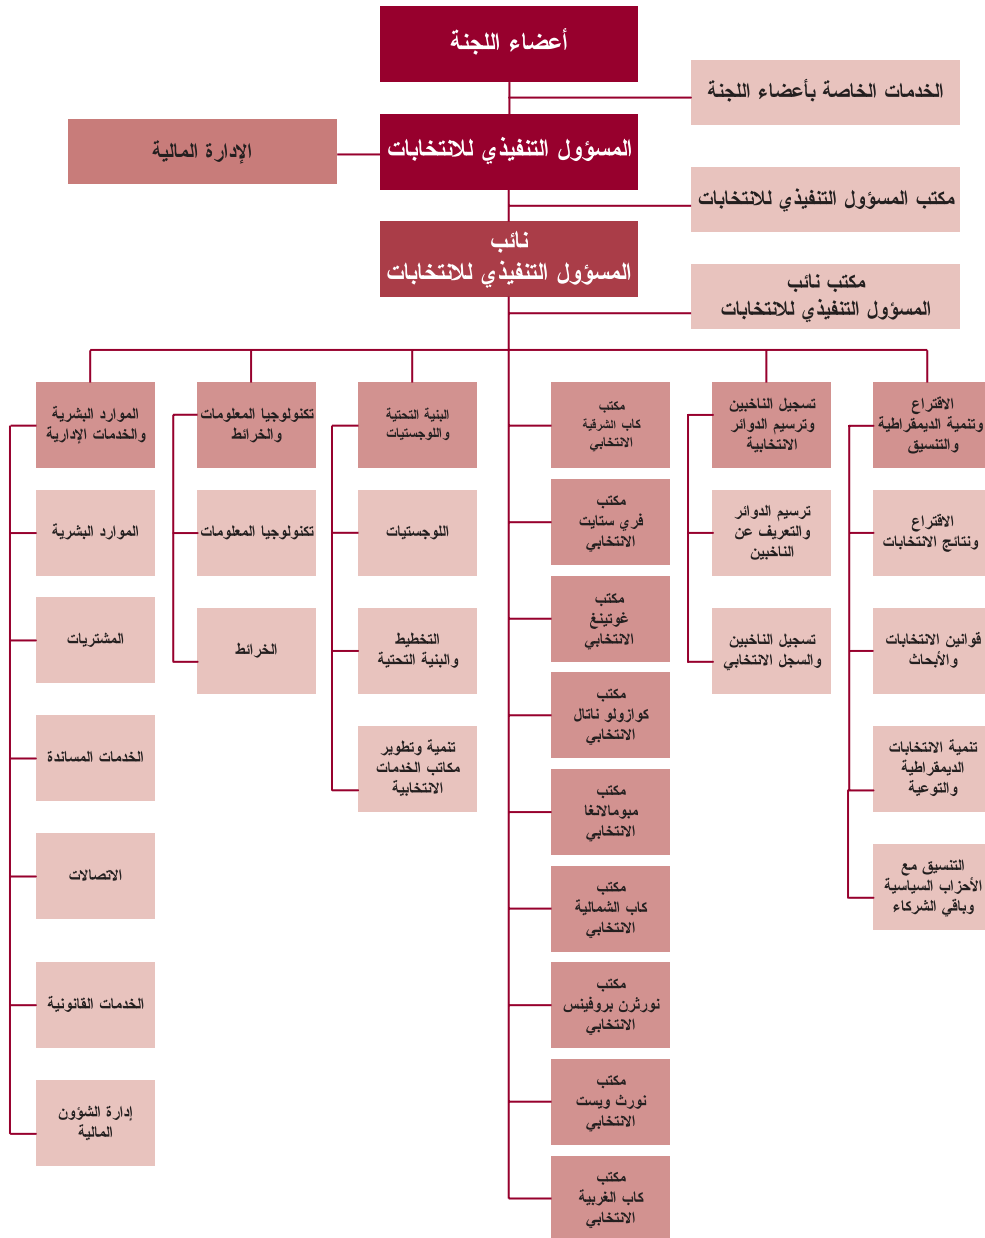 أعضاء اللجنة
الخدمات الخاصة بأعضاء اللجنة
المسؤول التنفيذي للانتخابات
الإدارة المالية
مكتب المسؤول التنفيذي للانتخابات
نائب
المسؤول التنفيذي للانتخابات
مكتب نائب
المسؤول التنفيذي للانتخابات
الاقتراع
وتنمية الديمقراطية
والتنسيق
الاقتراع
ونتائج الانتخابات
قوانين الانتخابات
والأبحاث
تنمية الانتخابات
الديمقراطية
والتوعية
التنسيق مع
الأحزاب السياسية
وباقي الشركاء
تسجيل الناخبين
وترسيم الدوائر
الانتخابية
ترسيم الدوائر
والتعريف عن
الناخبين
تسجيل الناخبين
والسجل الانتخابي
مكتب
كاب الشرقية
الانتخابي
مكتب
فري ستايت
الانتخابي
مكتب
غوتينغ
الانتخابي
مكتب
كوازولو ناتال
الانتخابي
مكتب
مبومالانغا
الانتخابي
مكتب
كاب الشمالية
الانتخابي
مكتب
نورثرن بروفينس
الانتخابي
مكتب
نورث ويست
الانتخابي
مكتب
كاب الغربية
الانتخابي
البنية التحتية
واللوجستيات
اللوجستيات
التخطيط
والبنية التحتية
تنمية وتطوير
مكاتب الخدمات
الانتخابية
تكنولوجيا المعلومات
والخرائط
تكنولوجيا المعلومات
الخرائط
الموارد البشرية
والخدمات الإدارية
الموارد البشرية
المشتريات
الخدمات المساندة
الاتصالات
الخدمات القانونية
إدارة الشؤون
المالية